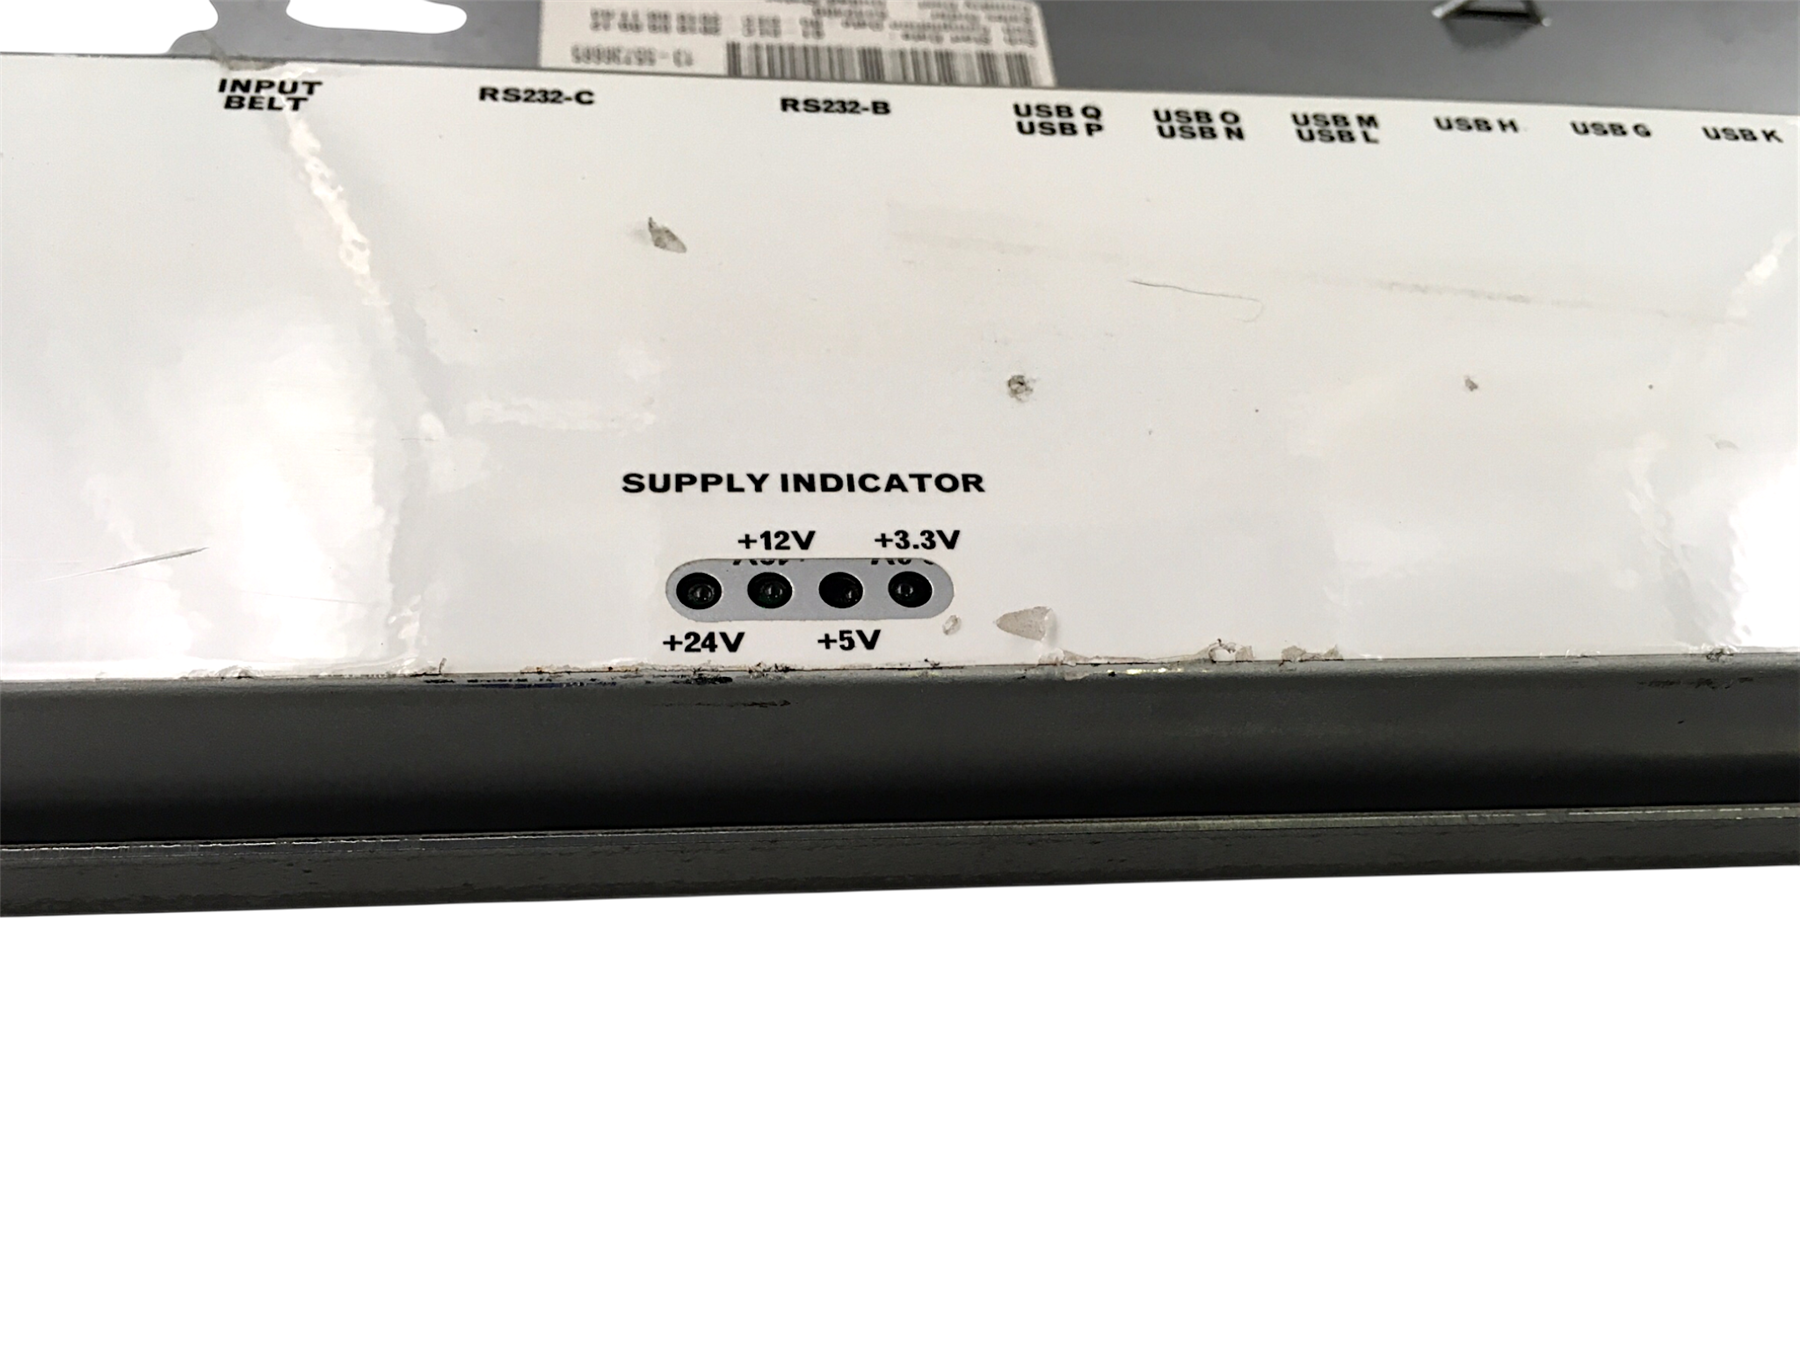 INPUT
BELT
RS232-C
RS232-B
USB Q
USB P
USB O
USB N
USB M
USB L
USB H
USB G
USB K
SUPPLY INDICATOR
+12V
+3.3V
+24V
+5V